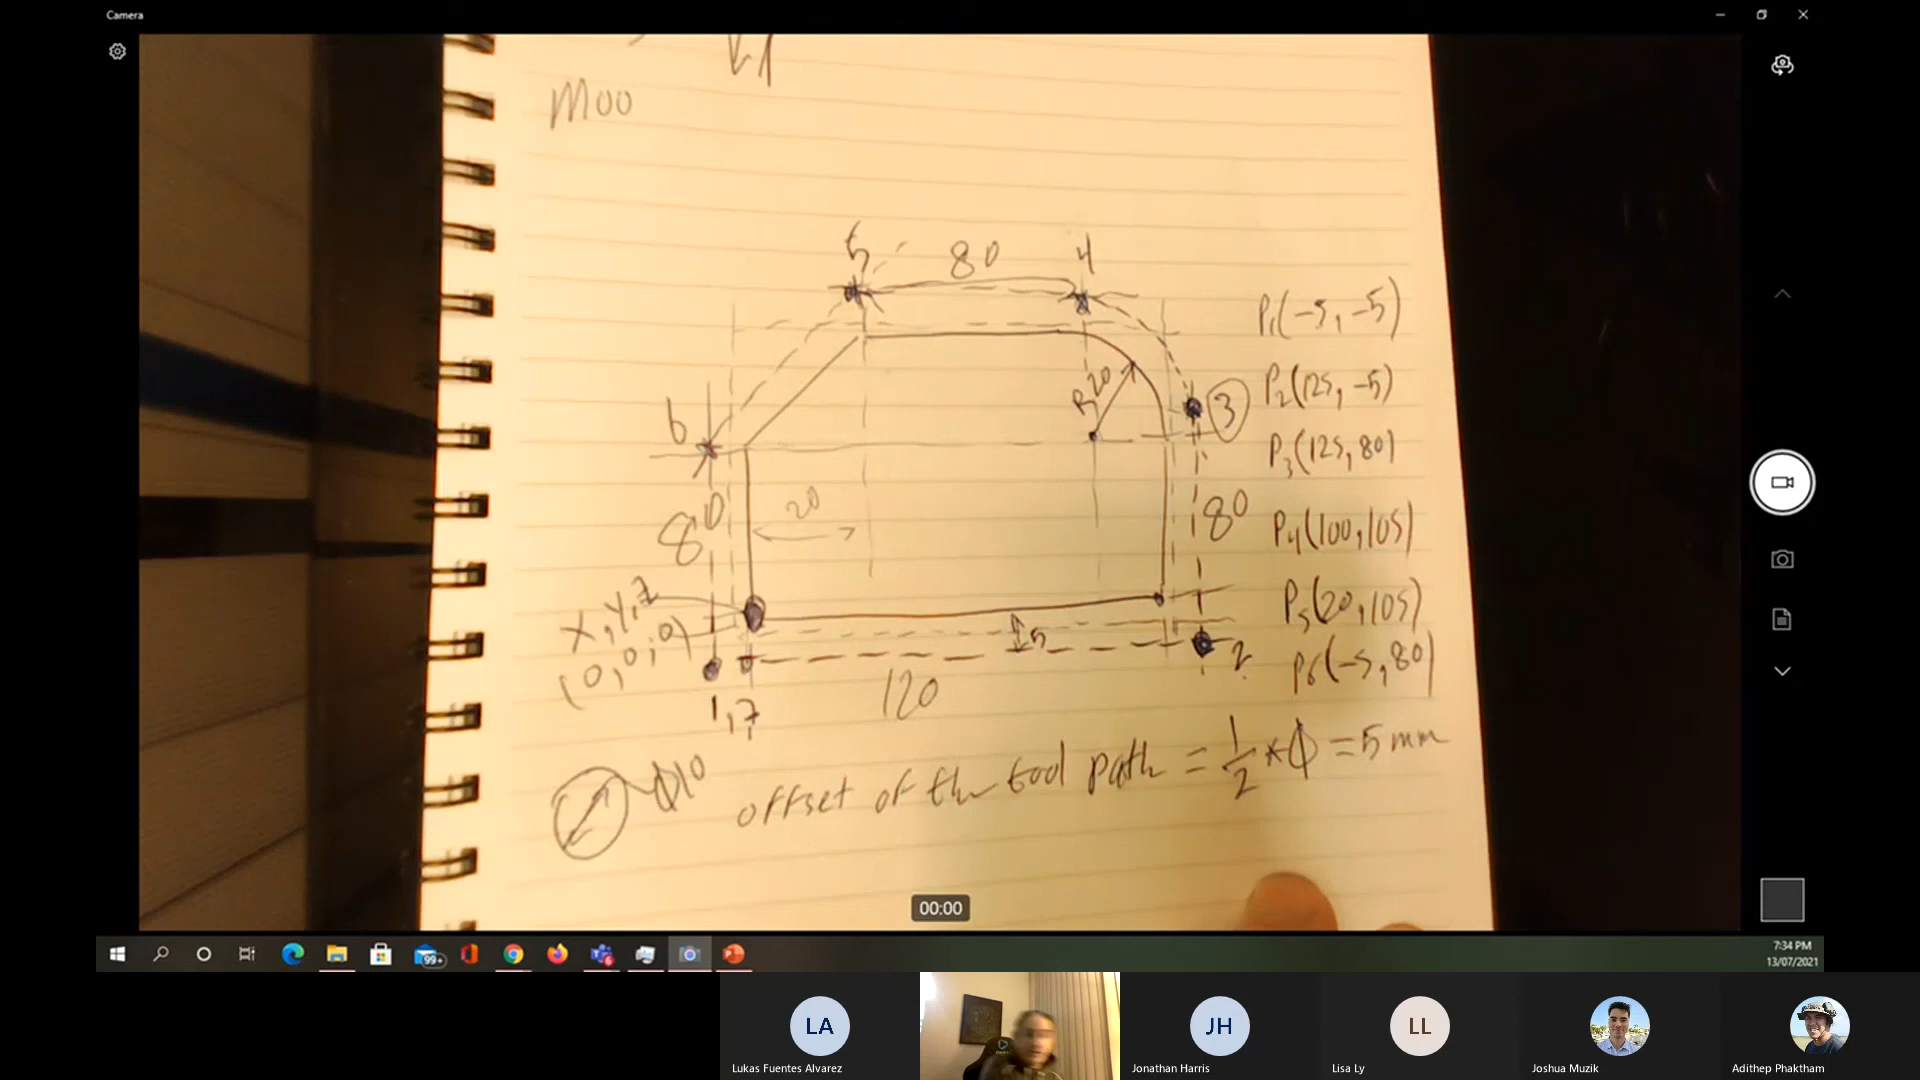 Camera
M00
5 80 4
P1(-5, -5)
P2(125, -5)
R20
3
6
P3(125, 80)
80
20
80
P4(100, 105)
X, Y, Z
(0, 0, 0)
P5(20, 105)
5
2
P6(-5, 80)
1, 7
120
φ10
offset of the tool path = 1/2 * φ = 5 mm
00:00
99+
7:34 PM
13/07/2021
LA
JH
LL
Lukas Fuentes Alvarez
Jonathan Harris
Lisa Ly
Joshua Muzik
Adithep Phaktham